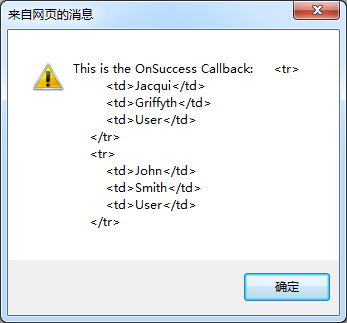 来自网页的消息
This is the OnSuccess Callback: <tr>
<td>Jacqui</td>
<td>Griffyth</td>
<td>User</td>
</tr>
<tr>
<td>John</td>
<td>Smith</td>
<td>User</td>
</tr>
确定